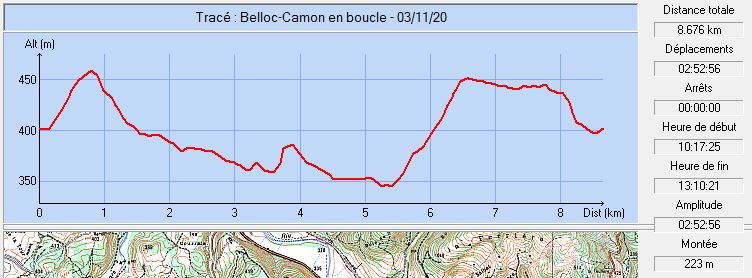 Tracé : Belloc-Camon en boucle - 03/11/20
Alt (m)
450
400
350
0 1 2 3 4 5 6 7 8 Dist (km)
Distance totale
8.676 km
Déplacements
02:52:56
Arrêts
00:00:00
Heure de début
10:17:25
Heure de fin
13:10:21
Amplitude
02:52:56
Montée
223 m